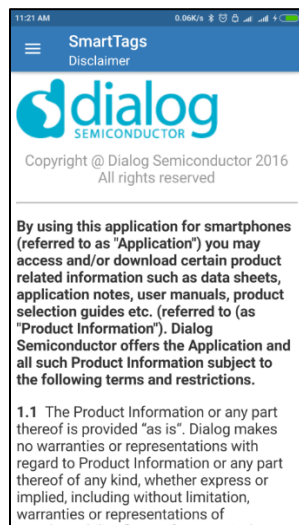 11:21 AM 0.06K/s
SmartTags
Disclaimer
dialog
SEMICONDUCTOR
Copyright @ Dialog Semiconductor 2016
All rights reserved
By using this application for smartphones
(referred to as "Application") you may
access and/or download certain product
related information such as data sheets,
application notes, user manuals, product
selection guides etc. (referred to (as
"Product Information"). Dialog
Semiconductor offers the Application and
all such Product Information subject to
the following terms and restrictions.
1.1 The Product Information or any part
thereof is provided “as is”. Dialog makes
no warranties or representations with
regard to Product Information or any part
thereof of any kind, whether express or
implied, including without limitation,
warranties or representations of